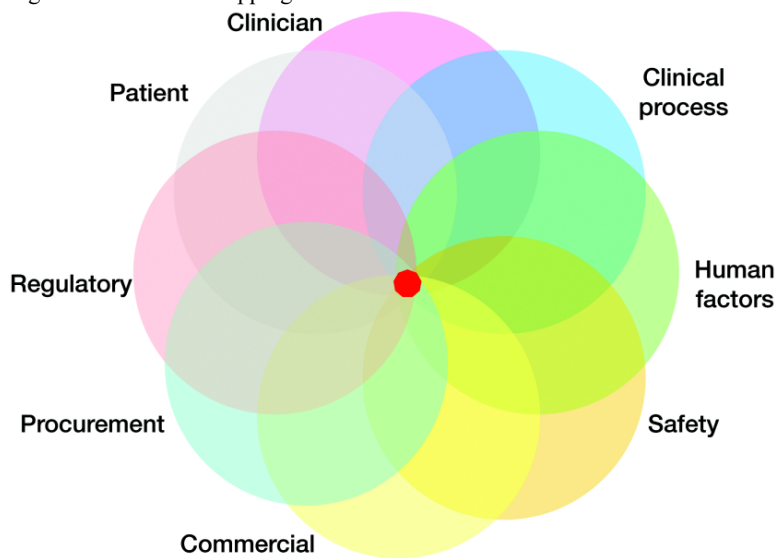 Clinician
Patient
Clinical
process
Regulatory
Human
factors
Procurement
Safety
Commercial